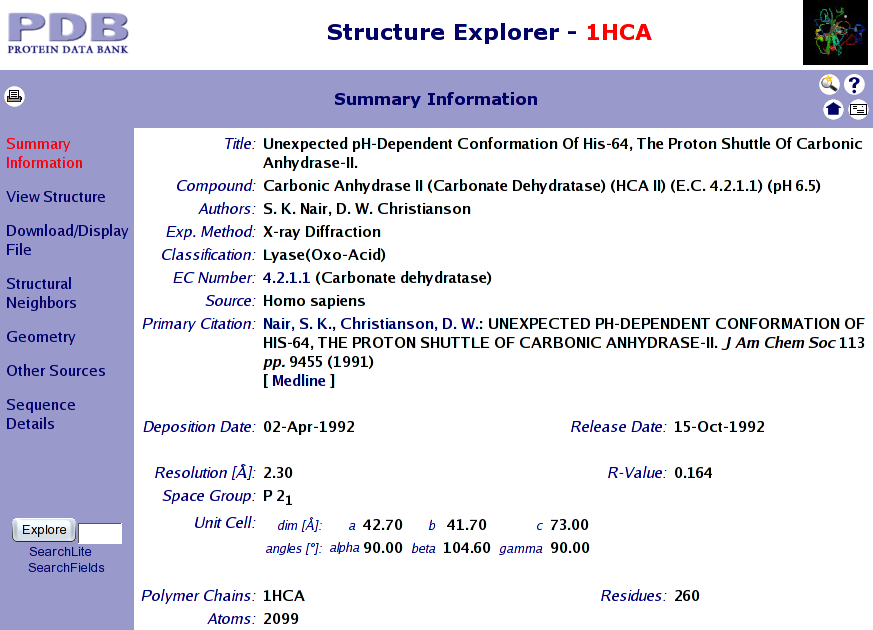 PDB
PROTEIN DATA BANK
Structure Explorer - 1HCA
Summary Information
?
Summary
Information
View Structure
Download/Display
File
Structural
Neighbors
Geometry
Other Sources
Sequence
Details
Explore
SearchLite
SearchFields
Title: Unexpected pH-Dependent Conformation Of His-64, The Proton Shuttle Of Carbonic
Anhydrase-II.
Compound: Carbonic Anhydrase II (Carbonate Dehydratase) (HCA II) (E.C. 4.2.1.1) (pH 6.5)
Authors: S. K. Nair, D. W. Christianson
Exp. Method: X-ray Diffraction
Classification: Lyase(Oxo-Acid)
EC Number: 4.2.1.1 (Carbonate dehydratase)
Source: Homo sapiens
Primary Citation: Nair, S. K., Christianson, D. W.: UNEXPECTED PH-DEPENDENT CONFORMATION OF
HIS-64, THE PROTON SHUTTLE OF CARBONIC ANHYDRASE-II. J Am Chem Soc 113
pp. 9455 (1991)
[ Medline ]
Deposition Date: 02-Apr-1992 Release Date: 15-Oct-1992
Resolution [Å]: 2.30 R-Value: 0.164
Space Group: P 2₁
Unit Cell: dim [Å]: a 42.70 b 41.70 c 73.00
angles [°]: alpha 90.00 beta 104.60 gamma 90.00
Polymer Chains: 1HCA Residues: 260
Atoms: 2099